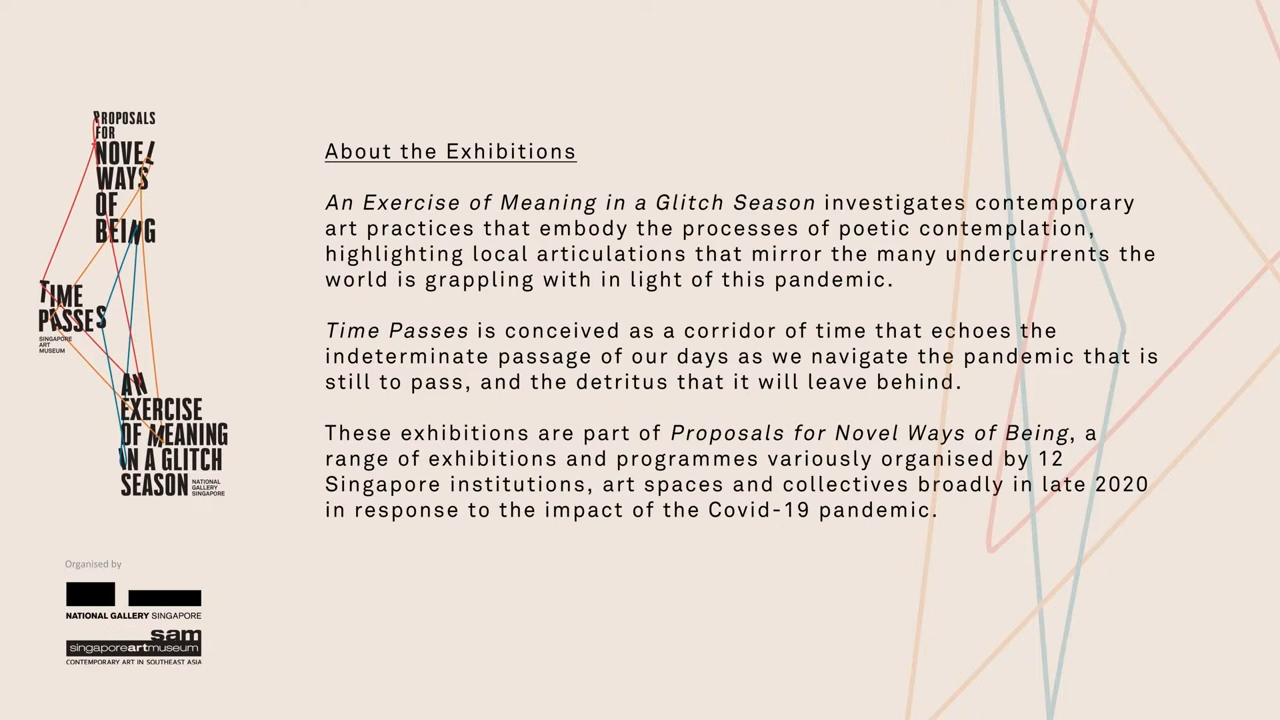 PROPOSALS
FOR
NOVEL
WAYS
OF
BEING
TIME
PASSES
SINGAPORE
ART
MUSEUM
AN
EXERCISE
OF MEANING
IN A GLITCH
SEASON
NATIONAL
GALLERY
SINGAPORE
Organised by
NATIONAL GALLERY SINGAPORE
sam
singaporeartmuseum
CONTEMPORARY ART IN SOUTHEAST ASIA
About the Exhibitions
An Exercise of Meaning in a Glitch Season investigates contemporary
art practices that embody the processes of poetic contemplation,
highlighting local articulations that mirror the many undercurrents the
world is grappling with in light of this pandemic.
Time Passes is conceived as a corridor of time that echoes the
indeterminate passage of our days as we navigate the pandemic that is
still to pass, and the detritus that it will leave behind.
These exhibitions are part of Proposals for Novel Ways of Being, a
range of exhibitions and programmes variously organised by 12
Singapore institutions, art spaces and collectives broadly in late 2020
in response to the impact of the Covid-19 pandemic.